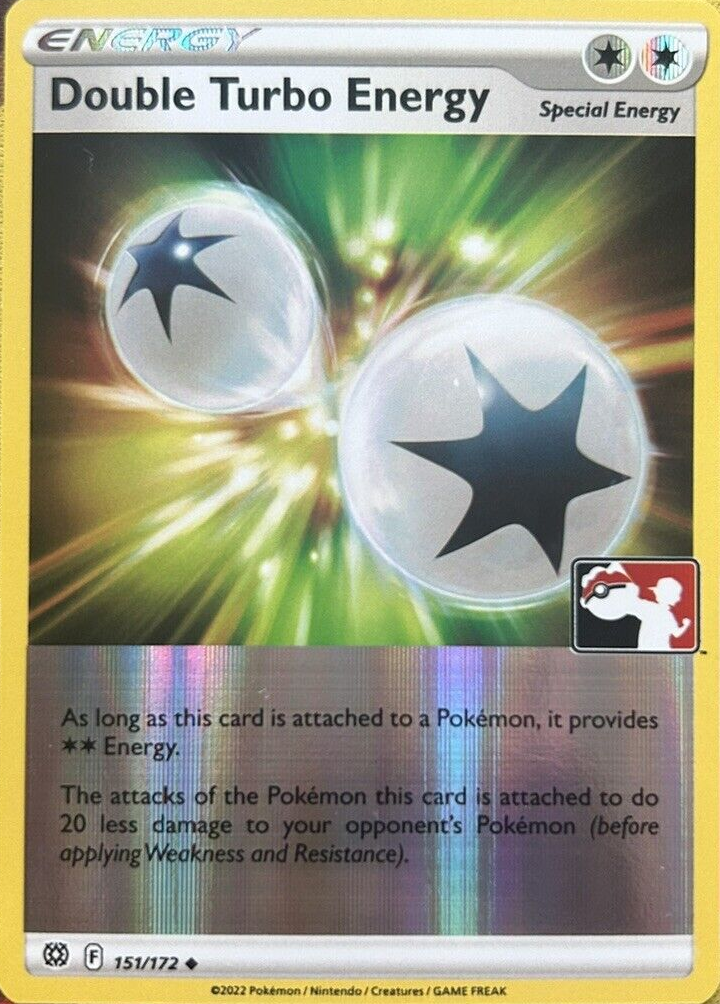 ENERGY
Double Turbo Energy
Special Energy
As long as this card is attached to a Pokémon, it provides
✶✶ Energy.
The attacks of the Pokémon this card is attached to do
20 less damage to your opponent's Pokémon (before
applying Weakness and Resistance).
F 151/172 ◆
©2022 Pokémon / Nintendo / Creatures / GAME FREAK